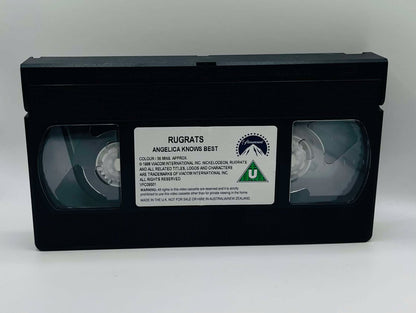 RUGRATS
ANGELICA KNOWS BEST
COLOUR / 35 MINS. APPROX.
© 1998 VIACOM INTERNATIONAL INC. NICKELODEON, RUGRATS
AND ALL RELATED TITLES, LOGOS AND CHARACTERS
ARE TRADEMARKS OF VIACOM INTERNATIONAL INC.
ALL RIGHTS RESERVED.
WARNING: All rights in this video cassette are reserved and it is strictly
prohibited to use this video cassette other than for private viewing in the home.
MADE IN THE U.K. NOT FOR SALE OR HIRE IN AUSTRALIA/NEW ZEALAND.
Paramount
U